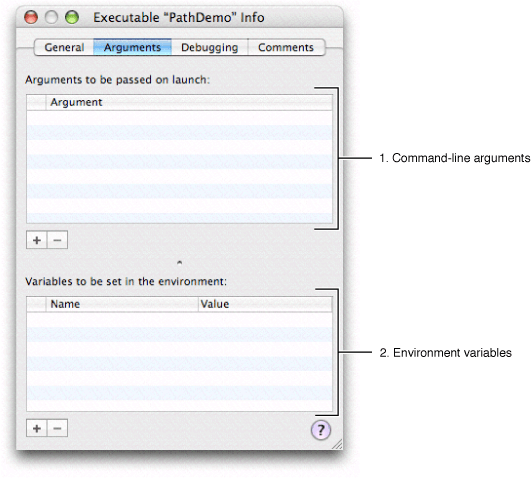 Executable “PathDemo” Info
General Arguments Debugging Comments
Arguments to be passed on launch:
Argument
1. Command-line arguments
+ −
Variables to be set in the environment:
Name Value
2. Environment variables
+ −
?